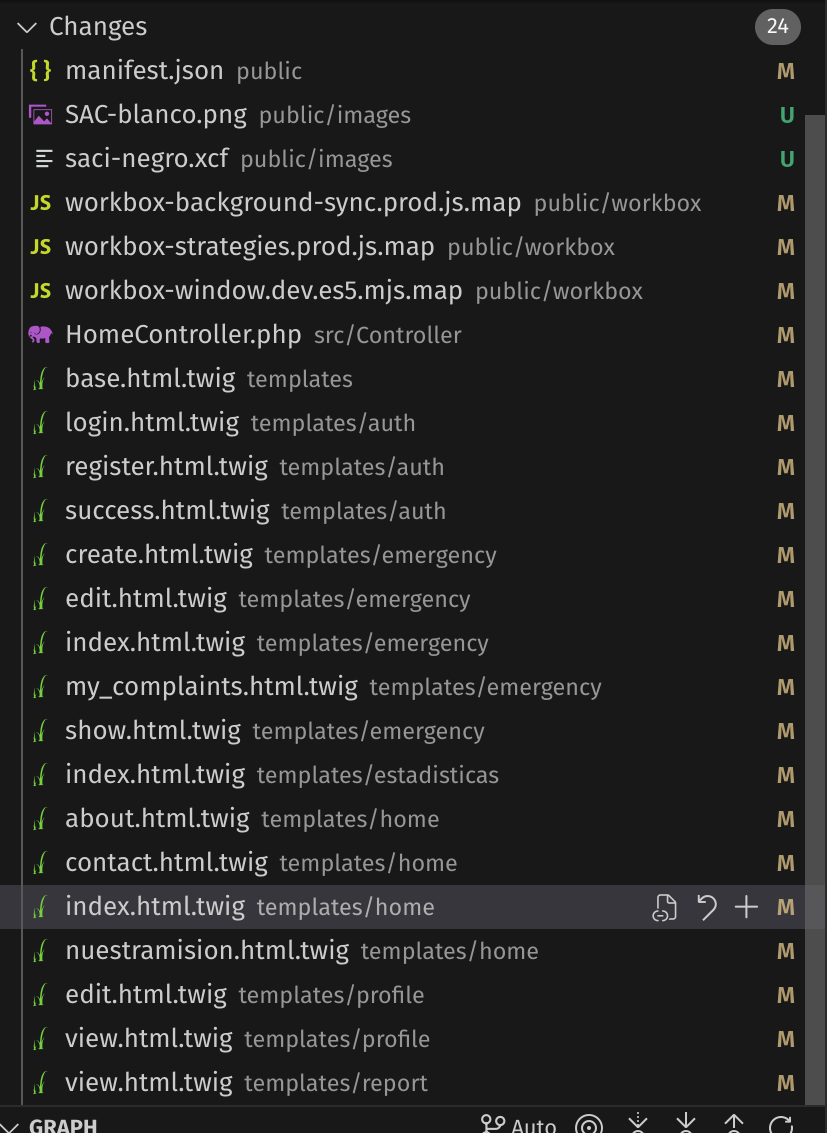 Changes 24
{} manifest.json public M
SAC-blanco.png public/images U
saci-negro.xcf public/images U
JS workbox-background-sync.prod.js.map public/workbox M
JS workbox-strategies.prod.js.map public/workbox M
JS workbox-window.dev.es5.mjs.map public/workbox M
HomeController.php src/Controller M
base.html.twig templates M
login.html.twig templates/auth M
register.html.twig templates/auth M
success.html.twig templates/auth M
create.html.twig templates/emergency M
edit.html.twig templates/emergency M
index.html.twig templates/emergency M
my_complaints.html.twig templates/emergency M
show.html.twig templates/emergency M
index.html.twig templates/estadisticas M
about.html.twig templates/home M
contact.html.twig templates/home M
index.html.twig templates/home M
nuestramision.html.twig templates/home M
edit.html.twig templates/profile M
view.html.twig templates/profile M
view.html.twig templates/report M
GRAPH Auto